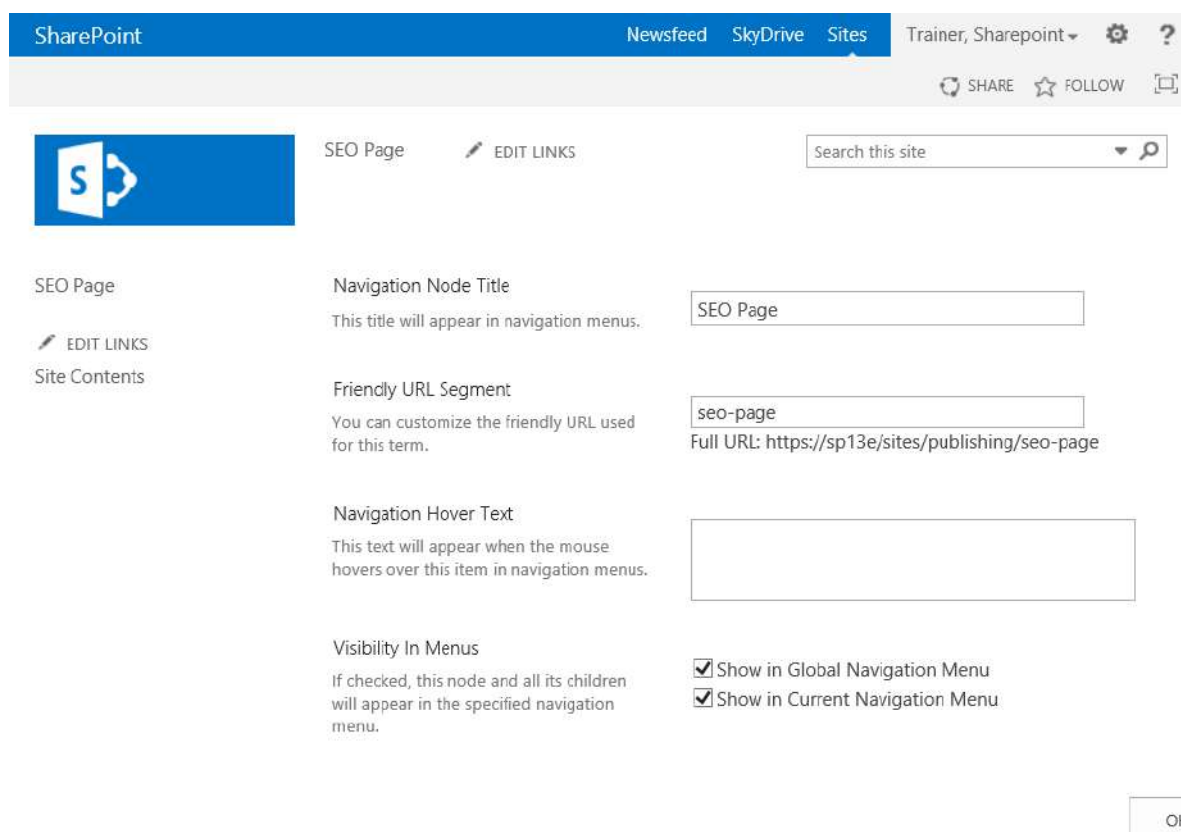 SharePoint
Newsfeed SkyDrive Sites Trainer, Sharepoint ?
SHARE FOLLOW
S
SEO Page EDIT LINKS
Search this site
SEO Page
EDIT LINKS
Site Contents
Navigation Node Title
This title will appear in navigation menus.
SEO Page
Friendly URL Segment
You can customize the friendly URL used
for this term.
seo-page
Full URL: https://sp13e/sites/publishing/seo-page
Navigation Hover Text
This text will appear when the mouse
hovers over this item in navigation menus.
Visibility In Menus
If checked, this node and all its children
will appear in the specified navigation
menu.
Show in Global Navigation Menu
Show in Current Navigation Menu